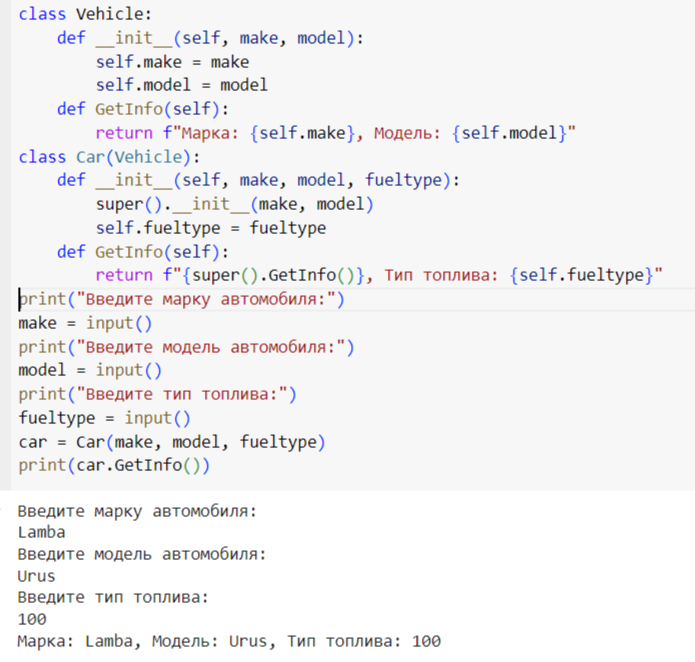 class Vehicle:
    def __init__(self, make, model):
        self.make = make
        self.model = model
    def GetInfo(self):
        return f"Марка: {self.make}, Модель: {self.model}"
class Car(Vehicle):
    def __init__(self, make, model, fueltype):
        super().__init__(make, model)
        self.fueltype = fueltype
    def GetInfo(self):
        return f"{super().GetInfo()}, Тип топлива: {self.fueltype}"
print("Введите марку автомобиля:")
make = input()
print("Введите модель автомобиля:")
model = input()
print("Введите тип топлива:")
fueltype = input()
car = Car(make, model, fueltype)
print(car.GetInfo())
Введите марку автомобиля:
Lamba
Введите модель автомобиля:
Urus
Введите тип топлива:
100
Марка: Lamba, Модель: Urus, Тип топлива: 100